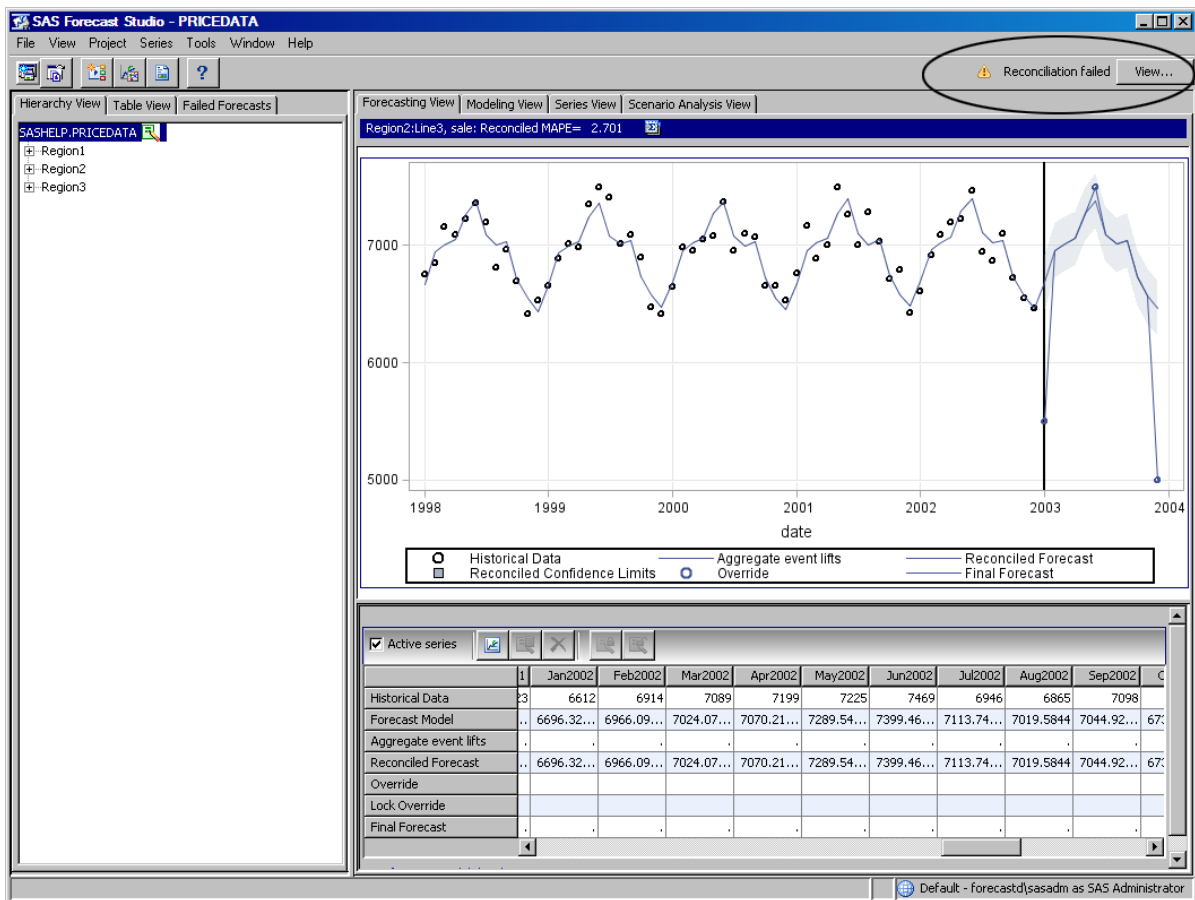 SAS Forecast Studio - PRICEDATA
File View Project Series Tools Window Help
?
Reconciliation failed View...
Hierarchy View Table View Failed Forecasts
SASHELP.PRICEDATA
Region1
Region2
Region3
Forecasting View Modeling View Series View Scenario Analysis View
Region2:Line3, sale: Reconciled MAPE= 2.701
7000
6000
5000
1998 1999 2000 2001 2002 2003 2004
date
Historical Data Aggregate event lifts Reconciled Forecast
Reconciled Confidence Limits Override Final Forecast
Active series
1 Jan2002 Feb2002 Mar2002 Apr2002 May2002 Jun2002 Jul2002 Aug2002 Sep2002
Historical Data 23 6612 6914 7089 7199 7225 7469 6946 6865 7098
Forecast Model .. 6696.32... 6966.09... 7024.07... 7070.21... 7289.54... 7399.46... 7113.74... 7019.5844 7044.92... 67
Aggregate event lifts . . . . . . . . . .
Reconciled Forecast .. 6696.32... 6966.09... 7024.07... 7070.21... 7289.54... 7399.46... 7113.74... 7019.5844 7044.92... 67
Override
Lock Override
Final Forecast . . . . . . . . . .
Default - forecastd\sasadm as SAS Administrator